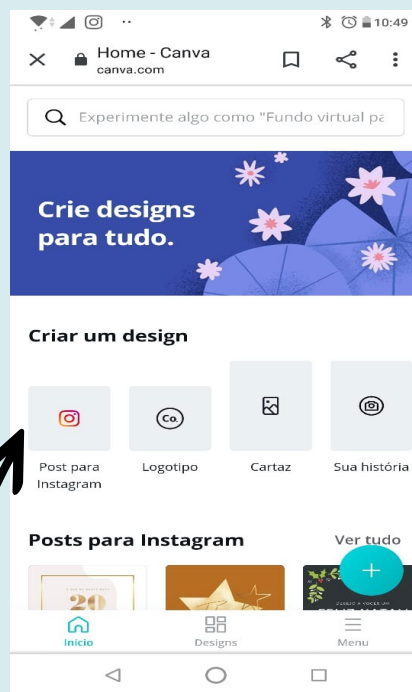 10:49
Home - Canva
canva.com
Experimente algo como "Fundo virtual pa
Crie designs
para tudo.
Criar um design
Co.
Post para
Instagram
Logotipo
Cartaz
Sua história
Posts para Instagram
Ver tudo
20
Início
Designs
Menu